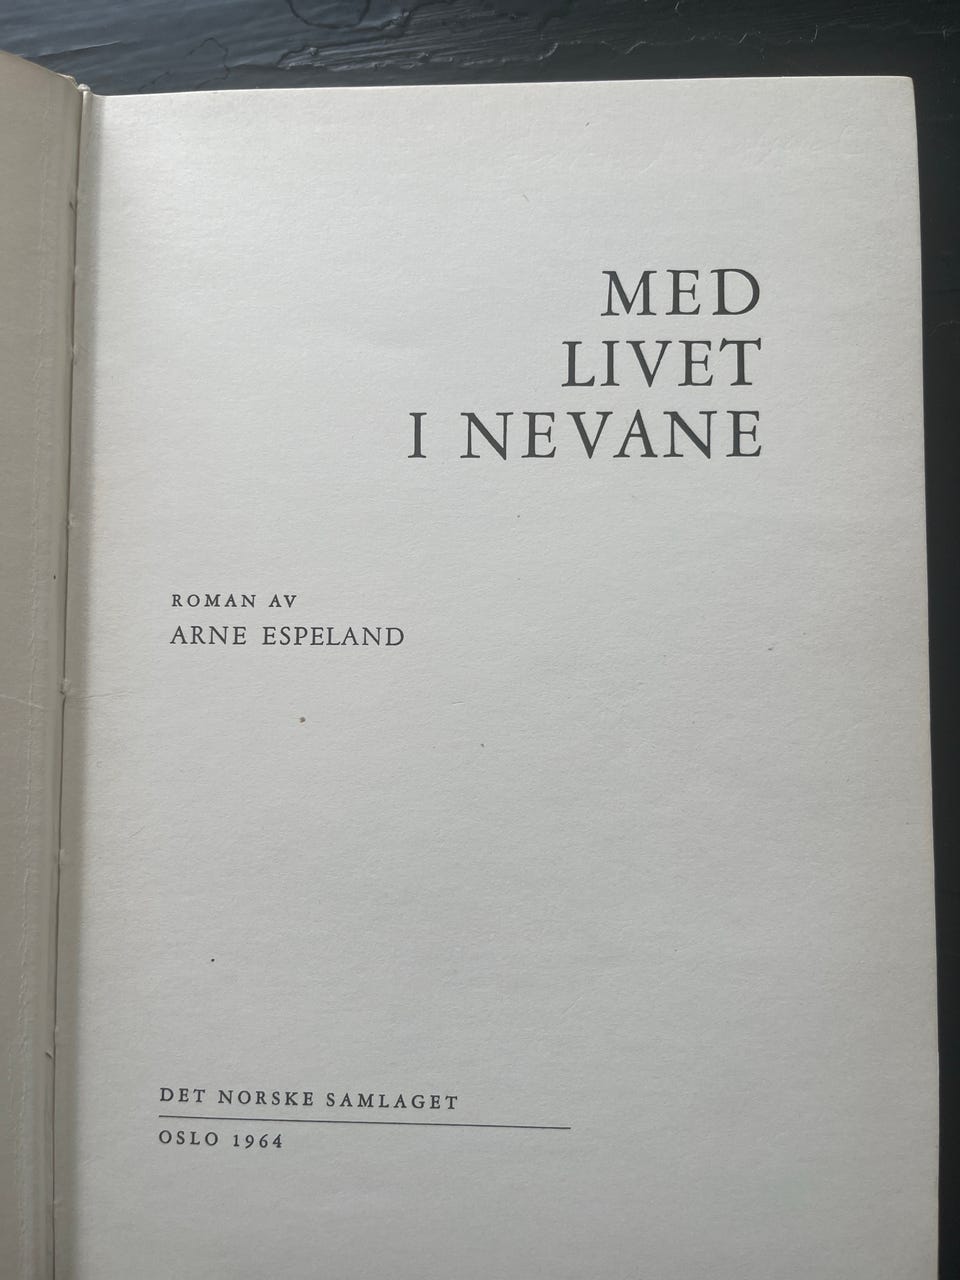 MED
LIVET
I NEVANE
ROMAN AV
ARNE ESPELAND
DET NORSKE SAMLAGET
OSLO 1964